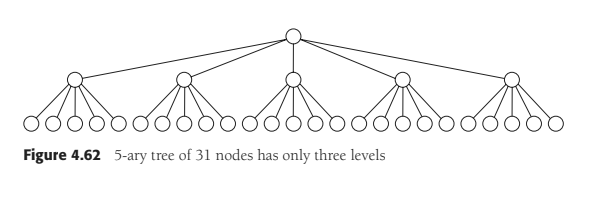 Figure 4.62 5-ary tree of 31 nodes has only three levels